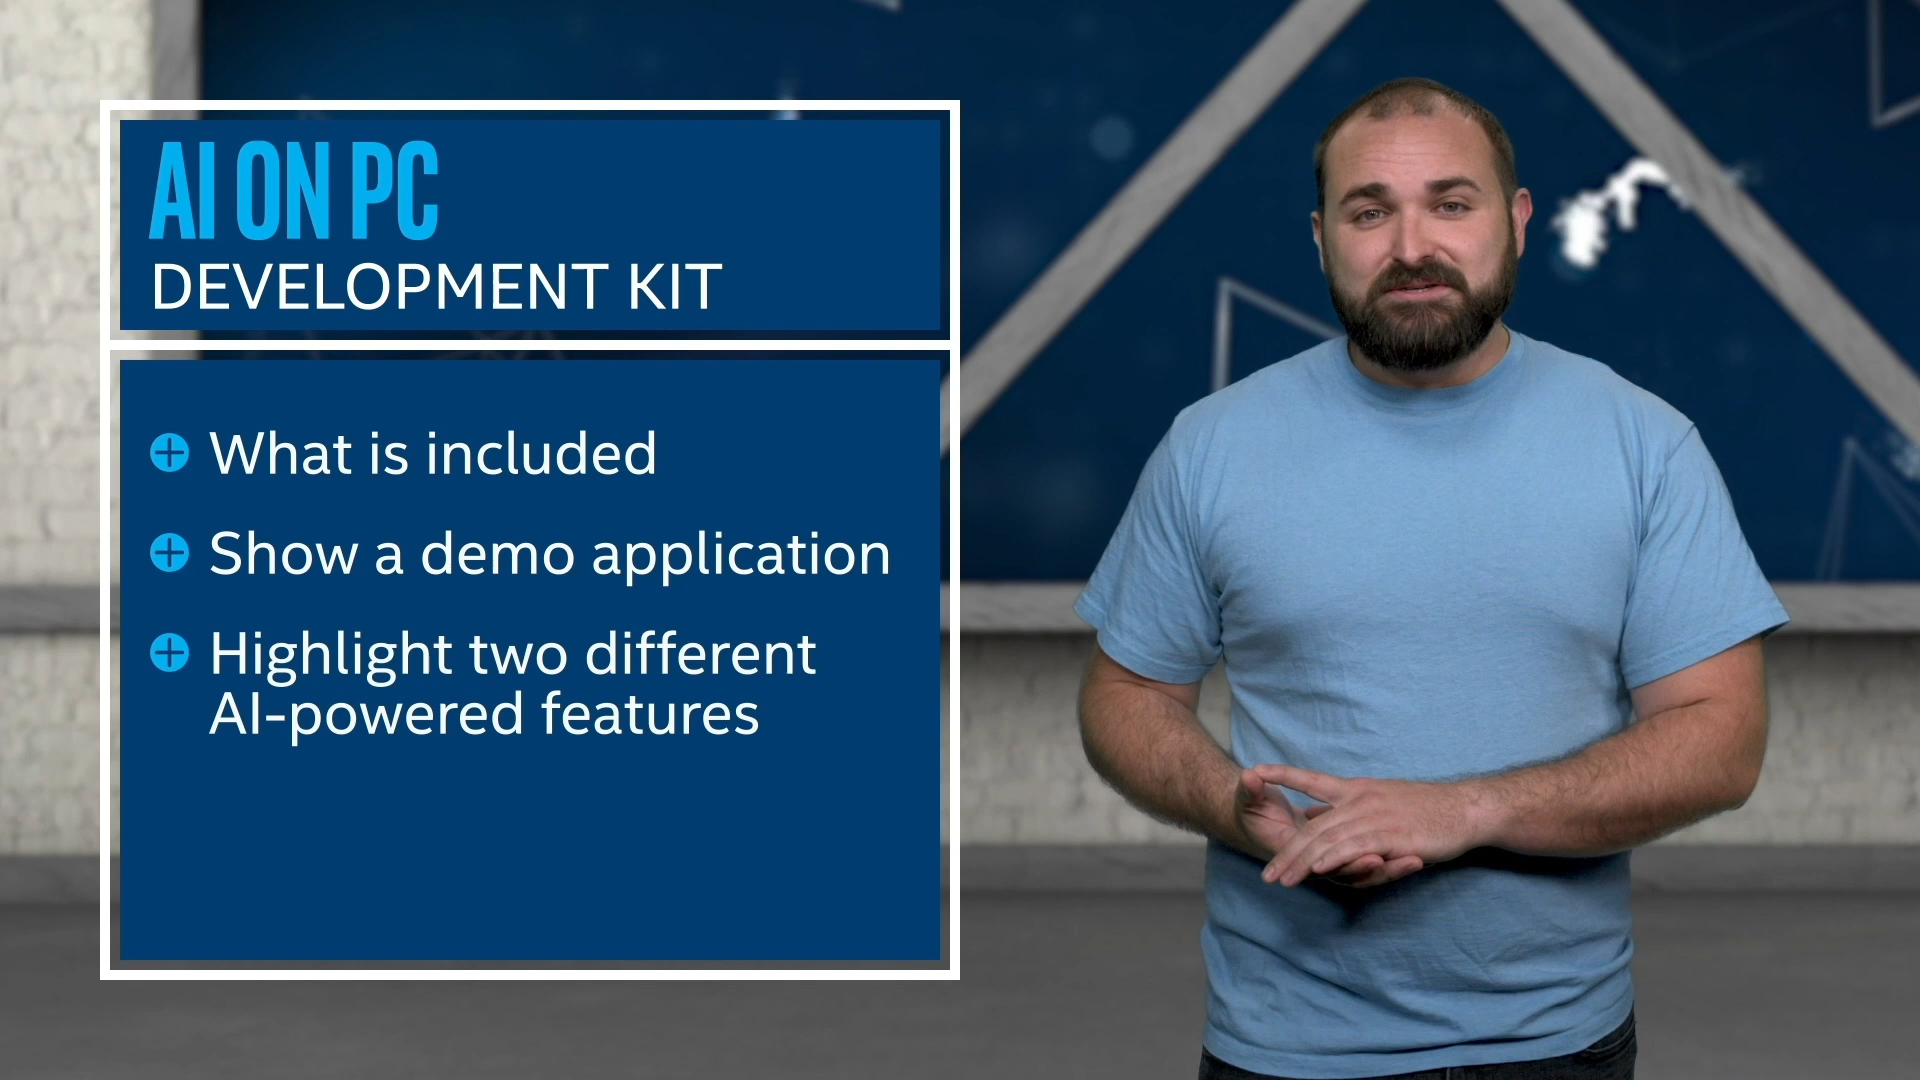 AI ON PC
DEVELOPMENT KIT
What is included
Show a demo application
Highlight two different
AI-powered features